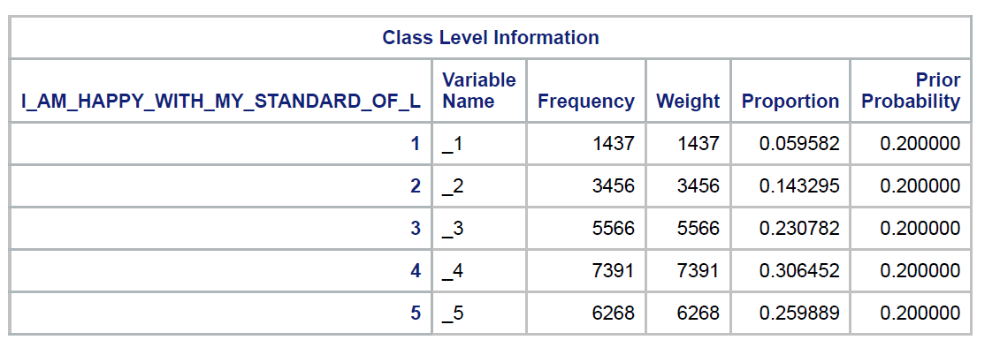 Class Level Information
I_AM_HAPPY_WITH_MY_STANDARD_OF_L Variable Name Frequency Weight Proportion Prior Probability
1 _1 1437 1437 0.059582 0.200000
2 _2 3456 3456 0.143295 0.200000
3 _3 5566 5566 0.230782 0.200000
4 _4 7391 7391 0.306452 0.200000
5 _5 6268 6268 0.259889 0.200000